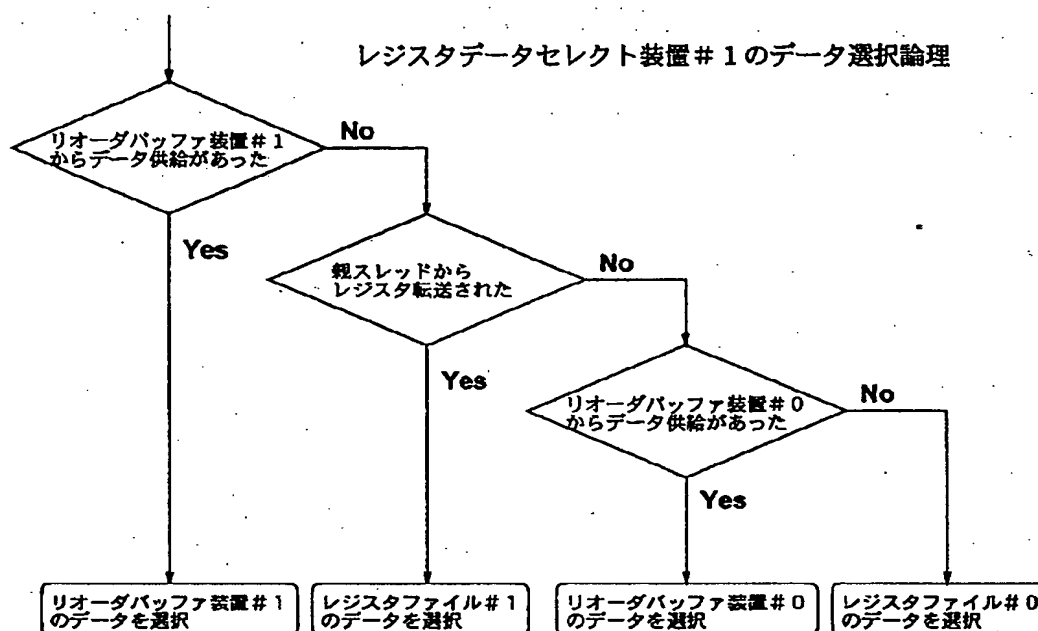 レジスタデータセレクト装置＃１のデータ選択論理
リオーダバッファ装置＃１
からデータ供給があった
No
Yes
親スレッドから
レジスタ転送された
No
Yes
リオーダバッファ装置＃０
からデータ供給があった
No
Yes
リオーダバッファ装置＃１
のデータを選択
レジスタファイル＃１
のデータを選択
リオーダバッファ装置＃０
のデータを選択
レジスタファイル＃０
のデータを選択